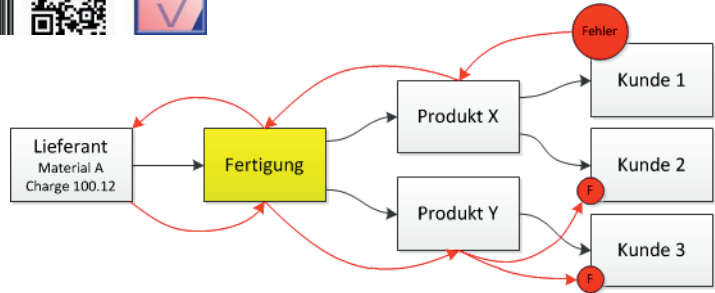 Fehler
Kunde 1
Produkt X
Lieferant
Material A
Charge 100.12
Fertigung
Kunde 2
F
Produkt Y
Kunde 3
F